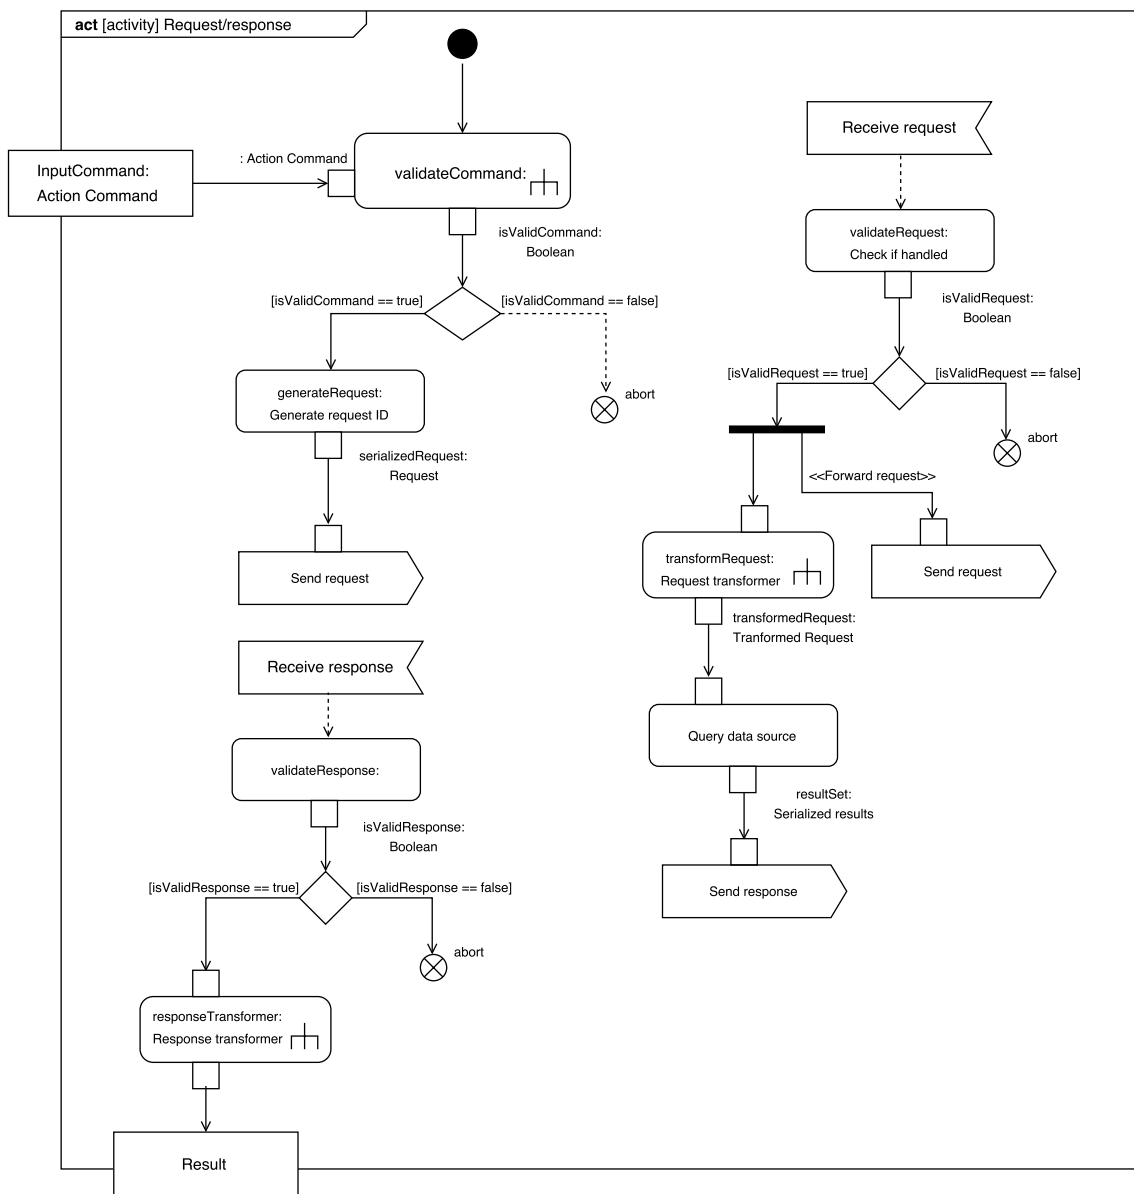 act [activity] Request/response
InputCommand:
Action Command
: Action Command
validateCommand:
isValidCommand:
Boolean
[isValidCommand == true]
[isValidCommand == false]
abort
generateRequest:
Generate request ID
serializedRequest:
Request
Send request
Receive response
validateResponse:
isValidResponse:
Boolean
[isValidResponse == true]
[isValidResponse == false]
abort
responseTransformer:
Response transformer
Result
Receive request
validateRequest:
Check if handled
isValidRequest:
Boolean
[isValidRequest == true]
[isValidRequest == false]
abort
<<Forward request>>
transformRequest:
Request transformer
Send request
transformedRequest:
Tranformed Request
Query data source
resultSet:
Serialized results
Send response